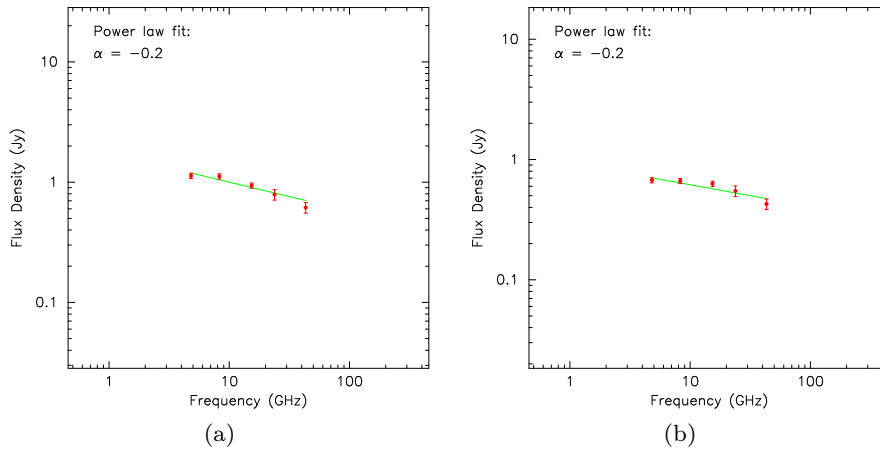 Power law fit:
α = −0.2
10
1
0.1
Flux Density (Jy)
1 10 100
Frequency (GHz)
(a)
Power law fit:
α = −0.2
10
1
0.1
Flux Density (Jy)
1 10 100
Frequency (GHz)
(b)